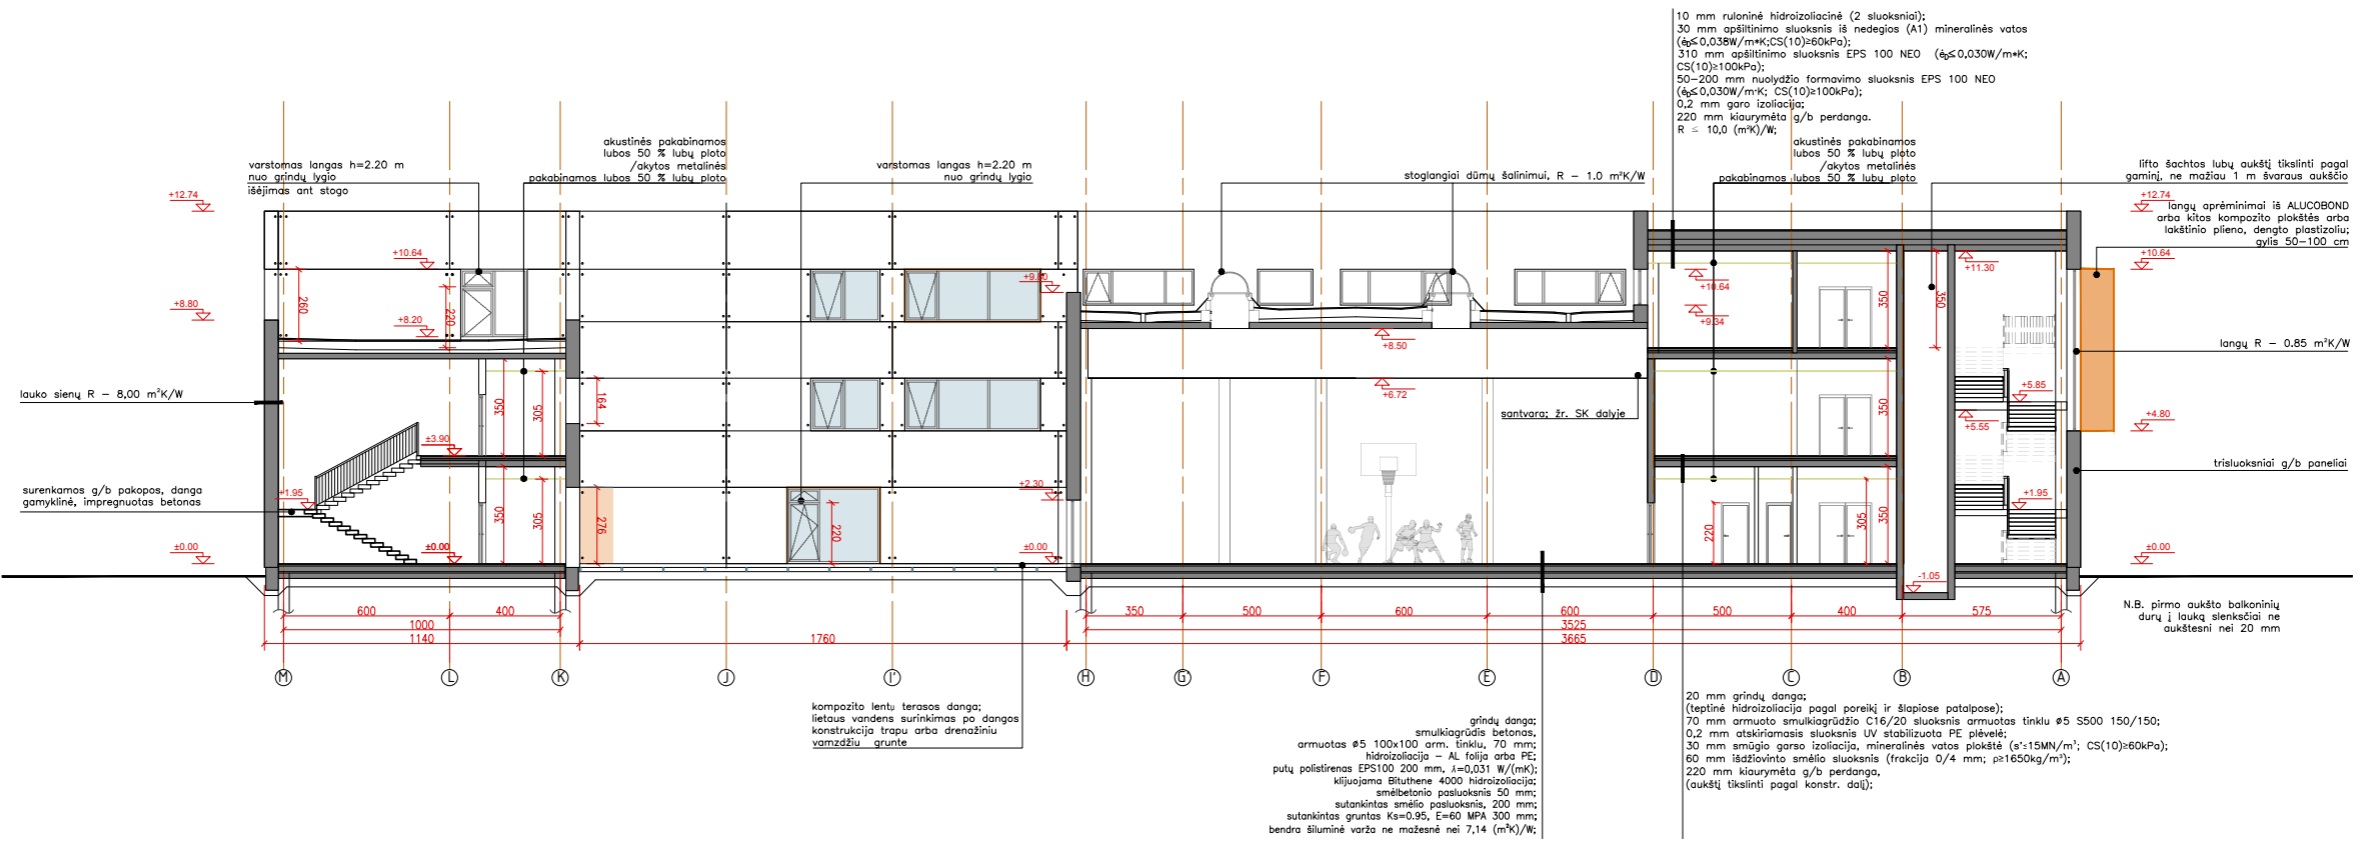 10 mm ruloninė hidroizoliacinė (2 sluoksniai);
30 mm apšiltinimo sluoksnis iš nedegios (A1) mineralinės vatos
(ėD≤0,038W/m*K;CS(10)≥60kPa);
310 mm apšiltinimo sluoksnis EPS 100 NEO (ėD≤0,030W/m*K;
CS(10)≥100kPa);
50-200 mm nuolydžio formavimo sluoksnis EPS 100 NEO
(ėD≤0,030W/m·K; CS(10)≥100kPa);
0,2 mm garo izoliacija;
220 mm kiaurymėta g/b perdanga.
R ≤ 10,0 (m²K)/W;
varstomas langas h=2.20 m
nuo grindų lygio
išėjimas ant stogo
akustinės pakabinamos
lubos 50 % lubų ploto
/akytos metalinės
pakabinamos lubos 50 % lubų ploto
varstomas langas h=2.20 m
nuo grindų lygio
stoglangiai dūmų šalinimui, R - 1.0 m²K/W
akustinės pakabinamos
lubos 50 % lubų ploto
/akytos metalinės
pakabinamos lubos 50 % lubų ploto
lifto šachtos lubų aukštį tikslinti pagal
gaminį, ne mažiau 1 m švaraus aukščio
langų aprėminimai iš ALUCOBOND
arba kitos kompozito plokštės arba
lakštinio plieno, dengto plastizoliu;
gylis 50-100 cm
+12.74
+8.80
±0.00
+10.64
+8.20
260
220
lauko sienų R - 8,00 m²K/W
surenkamos g/b pakopos, danga
gamyklinė, impregnuotas betonas
+1.95
±3.90
±0.00
350
305
350
305
164
276
220
+2.30
±0.00
+8.50
+6.72
santvara; žr. SK dalyje
+10.64
+9.34
350
350
350
305
220
350
+11.30
+5.85
+5.55
+1.95
-1.05
+12.74
+10.64
+4.80
±0.00
langų R - 0.85 m²K/W
trisluoksniai g/b paneliai
N.B. pirmo aukšto balkoninių
durų į lauką slenksčiai ne
aukštesni nei 20 mm
600 400 350 500 600 600 500 400 575
1000 3525
1140 1760 3665
M L K J I' H G F E D C B A
kompozito lentų terasos danga;
lietaus vandens surinkimas po dangos
konstrukcija trapu arba drenažiniu
vamzdžiu grunte
grindų danga;
smulkiagrūdis betonas,
armuotas ø5 100x100 arm. tinklu, 70 mm;
hidroizoliacija - AL folija arba PE;
putų polistirenas EPS100 200 mm, λ=0,031 W/(mK);
klijuojama Bituthene 4000 hidroizoliacija;
smėlbetonio pasluoksnis 50 mm;
sutankintas smėlio pasluoksnis, 200 mm;
sutankintas gruntas Ks=0.95, E=60 MPA 300 mm;
bendra šiluminė varža ne mažesnė nei 7,14 (m²K)/W;
20 mm grindų danga;
(teptinė hidroizoliacija pagal poreikį ir šlapiose patalpose);
70 mm armuoto smulkiagrūdžio C16/20 sluoksnis armuotas tinklu ø5 S500 150/150;
0,2 mm atskiriamasis sluoksnis UV stabilizuota PE plėvelė;
30 mm smūgio garso izoliacija, mineralinės vatos plokštė (s'≤15MN/m³; CS(10)≥60kPa);
60 mm išdžiovinto smėlio sluoksnis (frakcija 0/4 mm; ρ≥1650kg/m³);
220 mm kiaurymėta g/b perdanga,
(aukštį tikslinti pagal konstr. dalį);